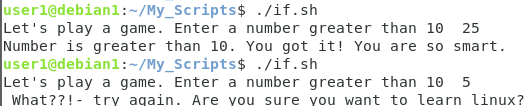 user1@debian1:~/My_Scripts$ ./if.sh
Let's play a game. Enter a number greater than 10  25
Number is greater than 10. You got it! You are so smart.
user1@debian1:~/My_Scripts$ ./if.sh
Let's play a game. Enter a number greater than 10  5
 What??!- try again. Are you sure you want to learn linux?